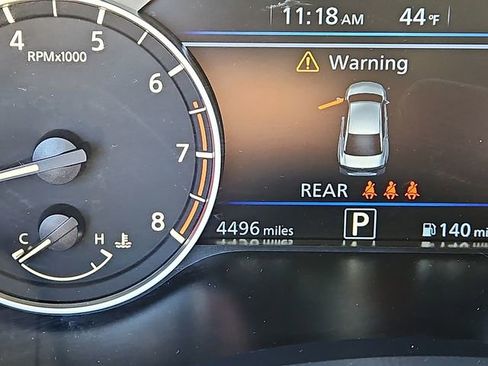 11:18 AM 44°F
4 5
RPMx1000
Warning
6
7
REAR
8
4496 miles P 140 mi
C H